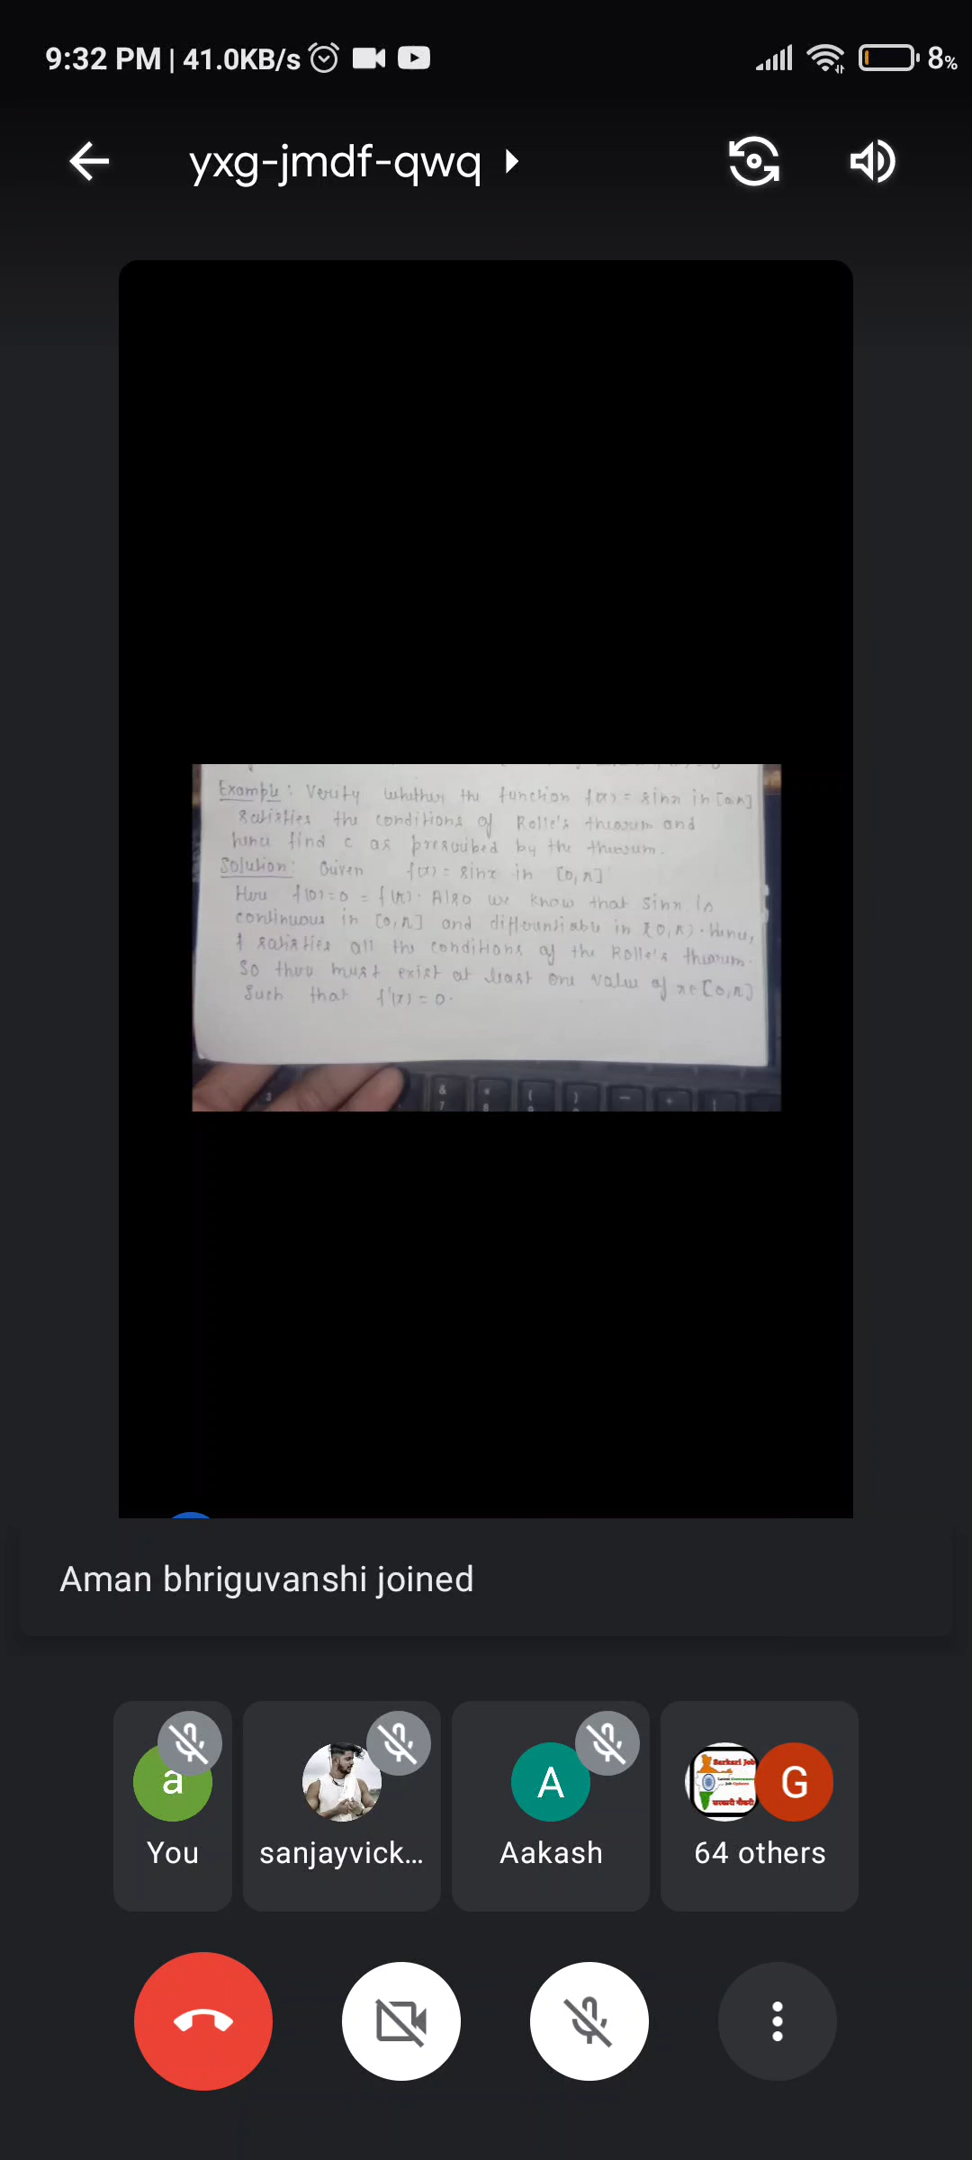 9:32 PM | 41.0KB/s
8%
yxg-jmdf-qwq
Example: Verify whether the function f(x) = sinx in [0,π]
satisfies the conditions of Rolle's theorem and
hence find c as prescribed by the theorem.
Solution: Given f(x) = sinx in [0,π]
Here f(0)=0 = f(π). Also we know that sinx is
continuous in [0,π] and differentiable in (0,π). Hence,
f satisfies all the conditions of the Rolle's theorem.
So there must exist at least one value of x∈[0,π]
Such that f'(x) = 0.
&
7
8
Aman bhriguvanshi joined
a
A
Sarkari Job
G
You
sanjayvick...
Aakash
64 others